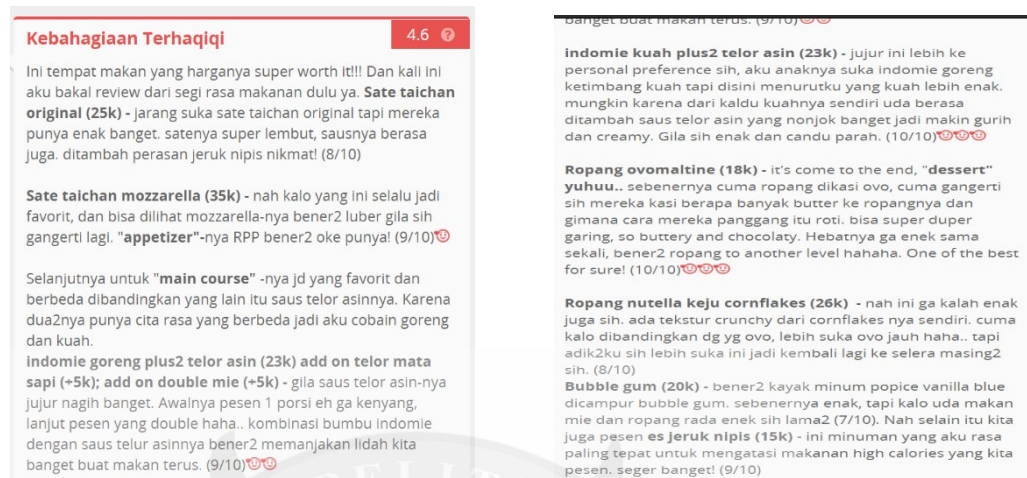 Kebahagiaan Terhaqiqi
4.6
Ini tempat makan yang harganya super worth it!!! Dan kali ini
aku bakal review dari segi rasa makanan dulu ya. Sate taichan
original (25k) - jarang suka sate taichan original tapi mereka
punya enak banget. satenya super lembut, sausnya berasa
juga. ditambah perasan jeruk nipis nikmat! (8/10)
Sate taichan mozzarella (35k) - nah kalo yang ini selalu jadi
favorit, dan bisa dilihat mozzarella-nya bener2 luber gila sih
gangerti lagi. "appetizer"-nya RPP bener2 oke punya! (9/10)
Selanjutnya untuk "main course" -nya jd yang favorit dan
berbeda dibandingkan yang lain itu saus telor asinnya. Karena
dua2nya punya cita rasa yang berbeda jadi aku cobain goreng
dan kuah.
indomie goreng plus2 telor asin (23k) add on telor mata
sapi (+5k); add on double mie (+5k) - gila saus telor asin-nya
jujur nagih banget. Awalnya pesen 1 porsi eh ga kenyang,
lanjut pesen yang double haha.. kombinasi bumbu indomie
dengan saus telur asinnya bener2 memanjakan lidah kita
banget buat makan terus. (9/10)
banget buat makan terus. (9/10)
indomie kuah plus2 telor asin (23k) - jujur ini lebih ke
personal preference sih, aku anaknya suka indomie goreng
ketimbang kuah tapi disini menurutku yang kuah lebih enak.
mungkin karena dari kaldu kuahnya sendiri uda berasa
ditambah saus telor asin yang nonjok banget jadi makin gurih
dan creamy. Gila sih enak dan candu parah. (10/10)
Ropang ovomaltine (18k) - it's come to the end, "dessert"
yuhuu.. sebenernya cuma ropang dikasi ovo, cuma gangerti
sih mereka kasi berapa banyak butter ke ropangnya dan
gimana cara mereka panggang itu roti. bisa super duper
garing, so buttery and chocolaty. Hebatnya ga enek sama
sekali, bener2 ropang to another level hahaha. One of the best
for sure! (10/10)
Ropang nutella keju cornflakes (26k) - nah ini ga kalah enak
juga sih. ada tekstur crunchy dari cornflakes nya sendiri. cuma
kalo dibandingkan dg yg ovo, lebih suka ovo jauh haha.. tapi
adik2ku sih lebih suka ini jadi kembali lagi ke selera masing2
sih. (8/10)
Bubble gum (20k) - bener2 kayak minum popice vanilla blue
dicampur bubble gum. sebenernya enak, tapi kalo uda makan
mie dan ropang rada enek sih lama2 (7/10). Nah selain itu kita
juga pesen es jeruk nipis (15k) - ini minuman yang aku rasa
paling tepat untuk mengatasi makanan high calories yang kita
pesen. seger banget! (9/10)